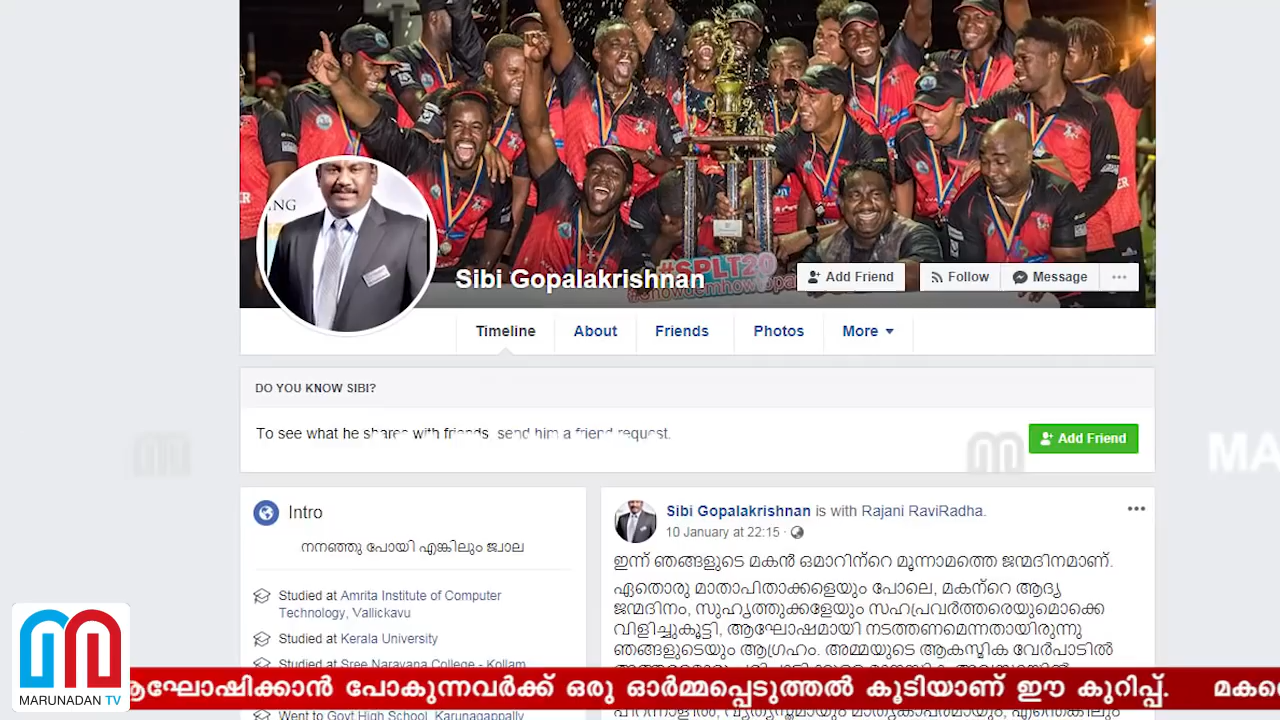 NG
#SPLT20
Sibi Gopalakrishnan
Add Friend
Follow
Message
Timeline
About
Friends
Photos
More
DO YOU KNOW SIBI?
To see what he shares with friends, send him a friend request.
Add Friend
MA
Intro
നനഞ്ഞു പോയി എങ്കിലും ജ്വാല
Studied at Amrita Institute of Computer
Technology, Vallickavu
Studied at Kerala University
Studied at Sree Narayana College - Kollam
Went to Govt High School, Karunagappally
Sibi Gopalakrishnan is with Rajani RaviRadha.
10 January at 22:15
ഇന്ന് ഞങ്ങളുടെ മകൻ ഒമാറിന്റെ മൂന്നാമത്തെ ജന്മദിനമാണ്.
ഏതൊരു മാതാപിതാക്കളെയും പോലെ, മകന്റെ ആദ്യ
ജന്മദിനം, സുഹൃത്തുക്കളേയും സഹപ്രവർത്തരെയുമൊക്കെ
വിളിച്ചുകൂട്ടി, ആഘോഷമായി നടത്തണമെന്നതായിരുന്നു
ഞങ്ങളുടെയും ആഗ്രഹം. അമ്മയുടെ ആകസ്മിക വേർപാടിൽ
MARUNADAN TV
ആഘോഷിക്കാൻ പോകുന്നവർക്ക് ഒരു ഓർമ്മപ്പെടുത്തൽ കൂടിയാണ് ഈ കുറിപ്പ്.